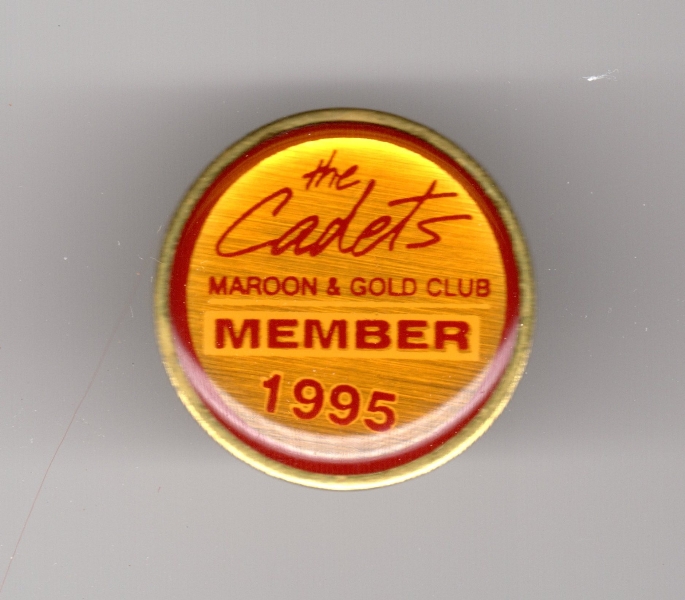 the
Cadets
MAROON & GOLD CLUB
MEMBER
1995